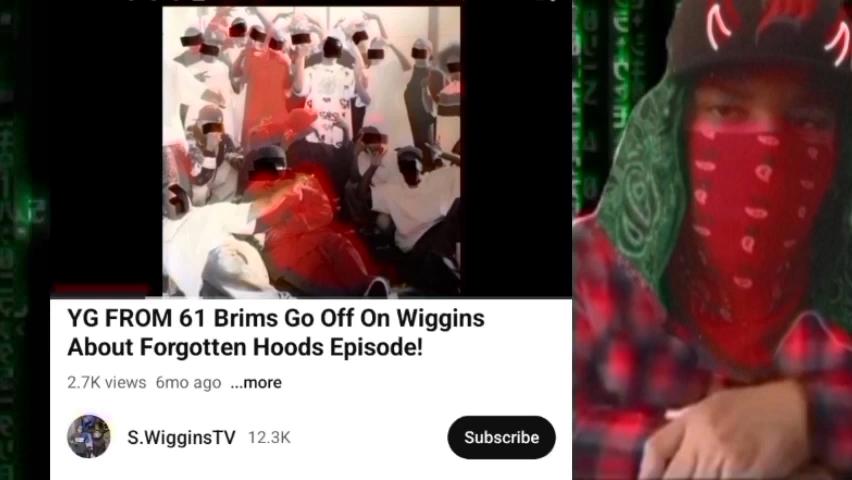 YG FROM 61 Brims Go Off On Wiggins
About Forgotten Hoods Episode!
2.7K views 6mo ago ...more
S.WigginsTV 12.3K
Subscribe